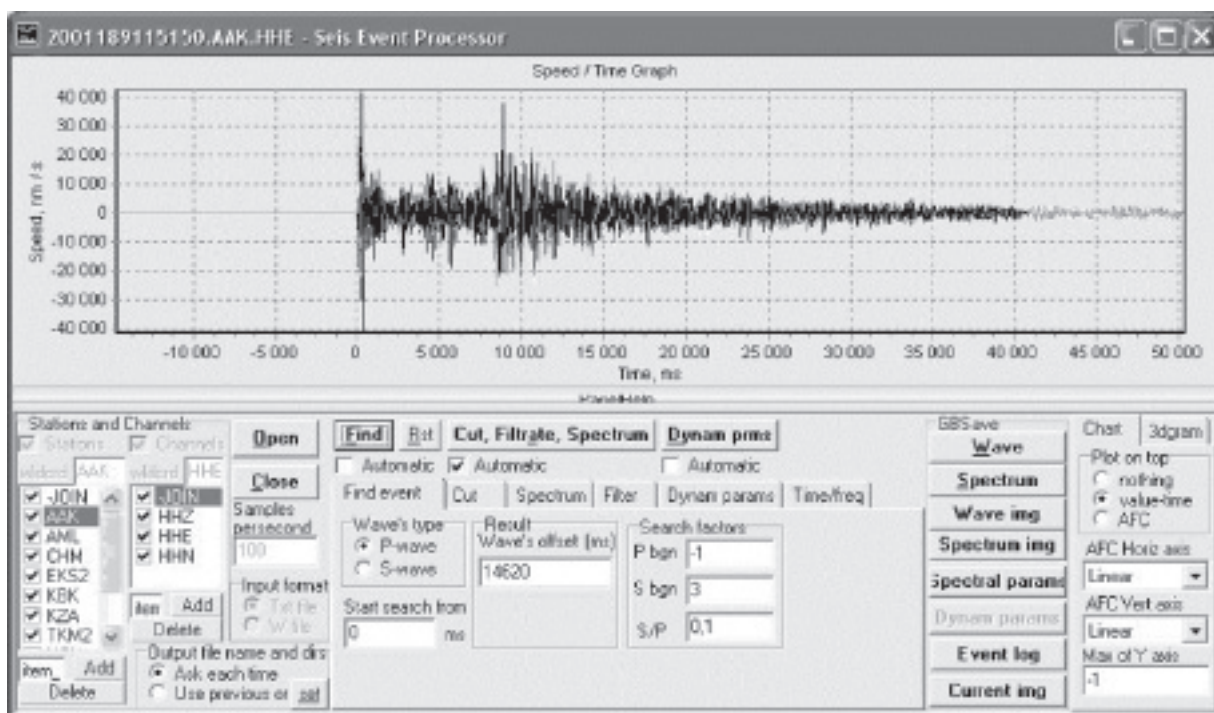 20011891151 50.AAK.HHE - Seis Event Processor
Speed / Time Graph
40 000
30 000
20 000
10 000
0
-10 000
-20 000
-30 000
-40 000
Speed, nm / s
-10 000 -5 000 0 5 000 10 000 15 000 20 000 25 000 30 000 35 000 40 000 45 000 50 000
Time, ms
Stations and Channels
Stations Channels
AAK HHE
-JOIN
AAK
AML
CHM
EKS2
KBK
KZA
TKM2
item_ Add
Delete
-JOIN
HHZ
HHE
HHN
item Add
Delete
Open
Close
Samples persecond
100
Input format
Txt file
W file
Output file name and dirs
Ask each time
Use previous or set
Find Rst Cut, Filtrate, Spectrum Dynam prms
Automatic Automatic Automatic
Find event Cut Spectrum Filter Dynam params Time/freq
Wave's type
P-wave
S-wave
Start search from
0 ms
Result
Wave's offset (ms)
14620
Search factors
P bgn -1
S bgn 3
S/P 0,1
GBSave
Wave
Spectrum
Wave img
Spectrum img
Spectral params
Dynam params
Event log
Current img
Chart 3dgram
Plot on top
nothing
value-time
AFC
AFC Horiz axis
Linear
AFC Vert axis
Linear
Max of Y axis
-1